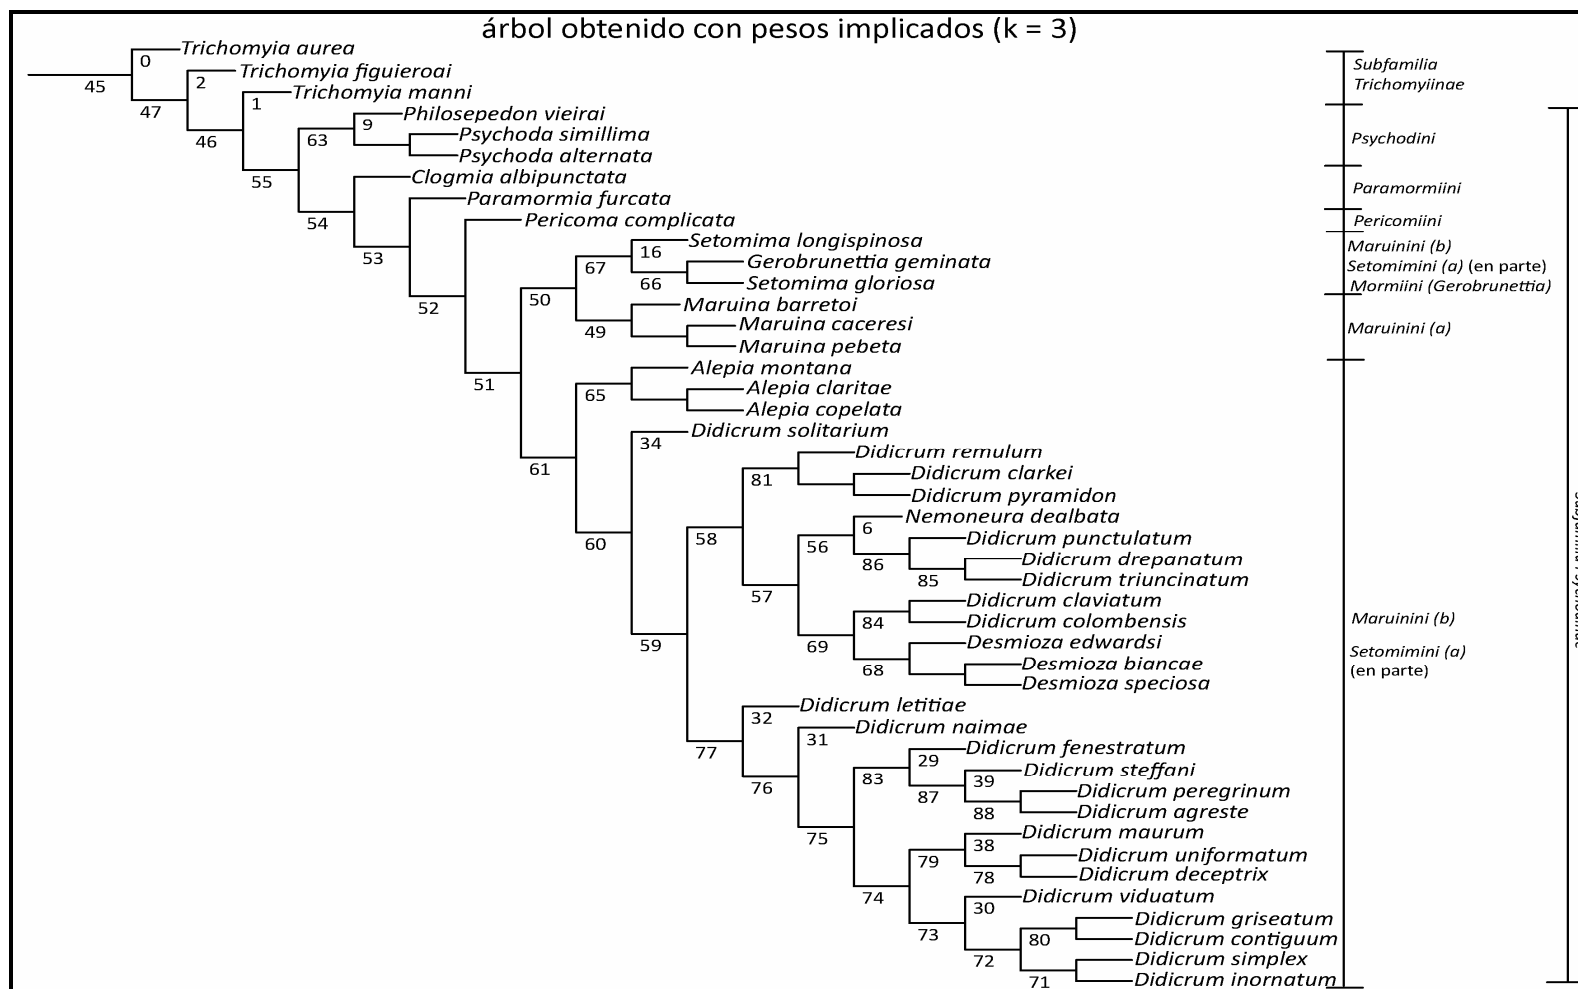 árbol obtenido con pesos implicados (k = 3)
Trichomyia aurea
0
45
Trichomyia figuieroai
2
47
Trichomyia manni
1
46
Philosepedon vieirai
9
63
Psychoda simillima
Psychoda alternata
55
Clogmia albipunctata
54
Paramormia furcata
53
Pericoma complicata
52
Setomima longispinosa
16
67
Gerobrunettia geminata
66
Setomima gloriosa
50
Maruina barretoi
49
Maruina caceresi
Maruina pebeta
51
Alepia montana
65
Alepia claritae
Alepia copelata
61
Didicrum solitarium
34
60
Didicrum remulum
81
Didicrum clarkei
Didicrum pyramidon
58
Nemoneura dealbata
6
56
Didicrum punctulatum
86
Didicrum drepanatum
85
Didicrum triuncinatum
57
Didicrum claviatum
84
Didicrum colombensis
69
Desmioza edwardsi
68
Desmioza biancae
Desmioza speciosa
59
Didicrum letitiae
32
77
Didicrum naimae
31
76
Didicrum fenestratum
29
83
Didicrum steffani
39
87
Didicrum peregrinum
88
Didicrum agreste
75
Didicrum maurum
38
79
Didicrum uniformatum
78
Didicrum deceptrix
74
Didicrum viduatum
30
73
Didicrum griseatum
80
Didicrum contiguum
72
Didicrum simplex
71
Didicrum inornatum
Subfamilia
Trichomyiinae
Psychodini
Paramormiini
Pericomiini
Maruinini (b)
Setomimini (a) (en parte)
Mormiini (Gerobrunettia)
Maruinini (a)
Maruinini (b)
Setomimini (a)
(en parte)